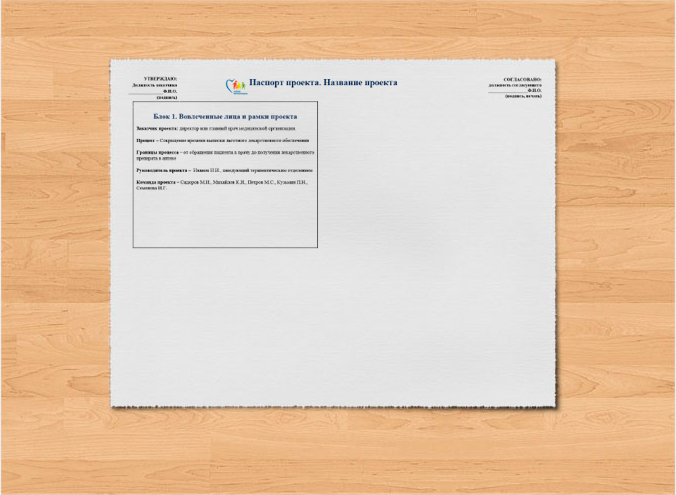 УТВЕРЖДАЮ:
Должность заказчика
Ф.И.О.
(подпись)
Паспорт проекта. Название проекта
СОГЛАСОВАНО:
должность согласующего
Ф.И.О.
(подпись, печать)
Блок 1. Вовлеченные лица и рамки проекта
Заказчик проекта: директор или главный врач медицинской организации
Процесс – Сокращение времени выписки льготного лекарственного обеспечения
Границы процесса – от обращения пациента к врачу до получения лекарственного
препарата в аптеке
Руководитель проекта – Иванов И.И., заведующий терапевтическим отделением
Команда проекта – Сидоров М.И., Михайлов К.И., Петров М.С., Кузьмин П.И.,
Семенова И.Г.